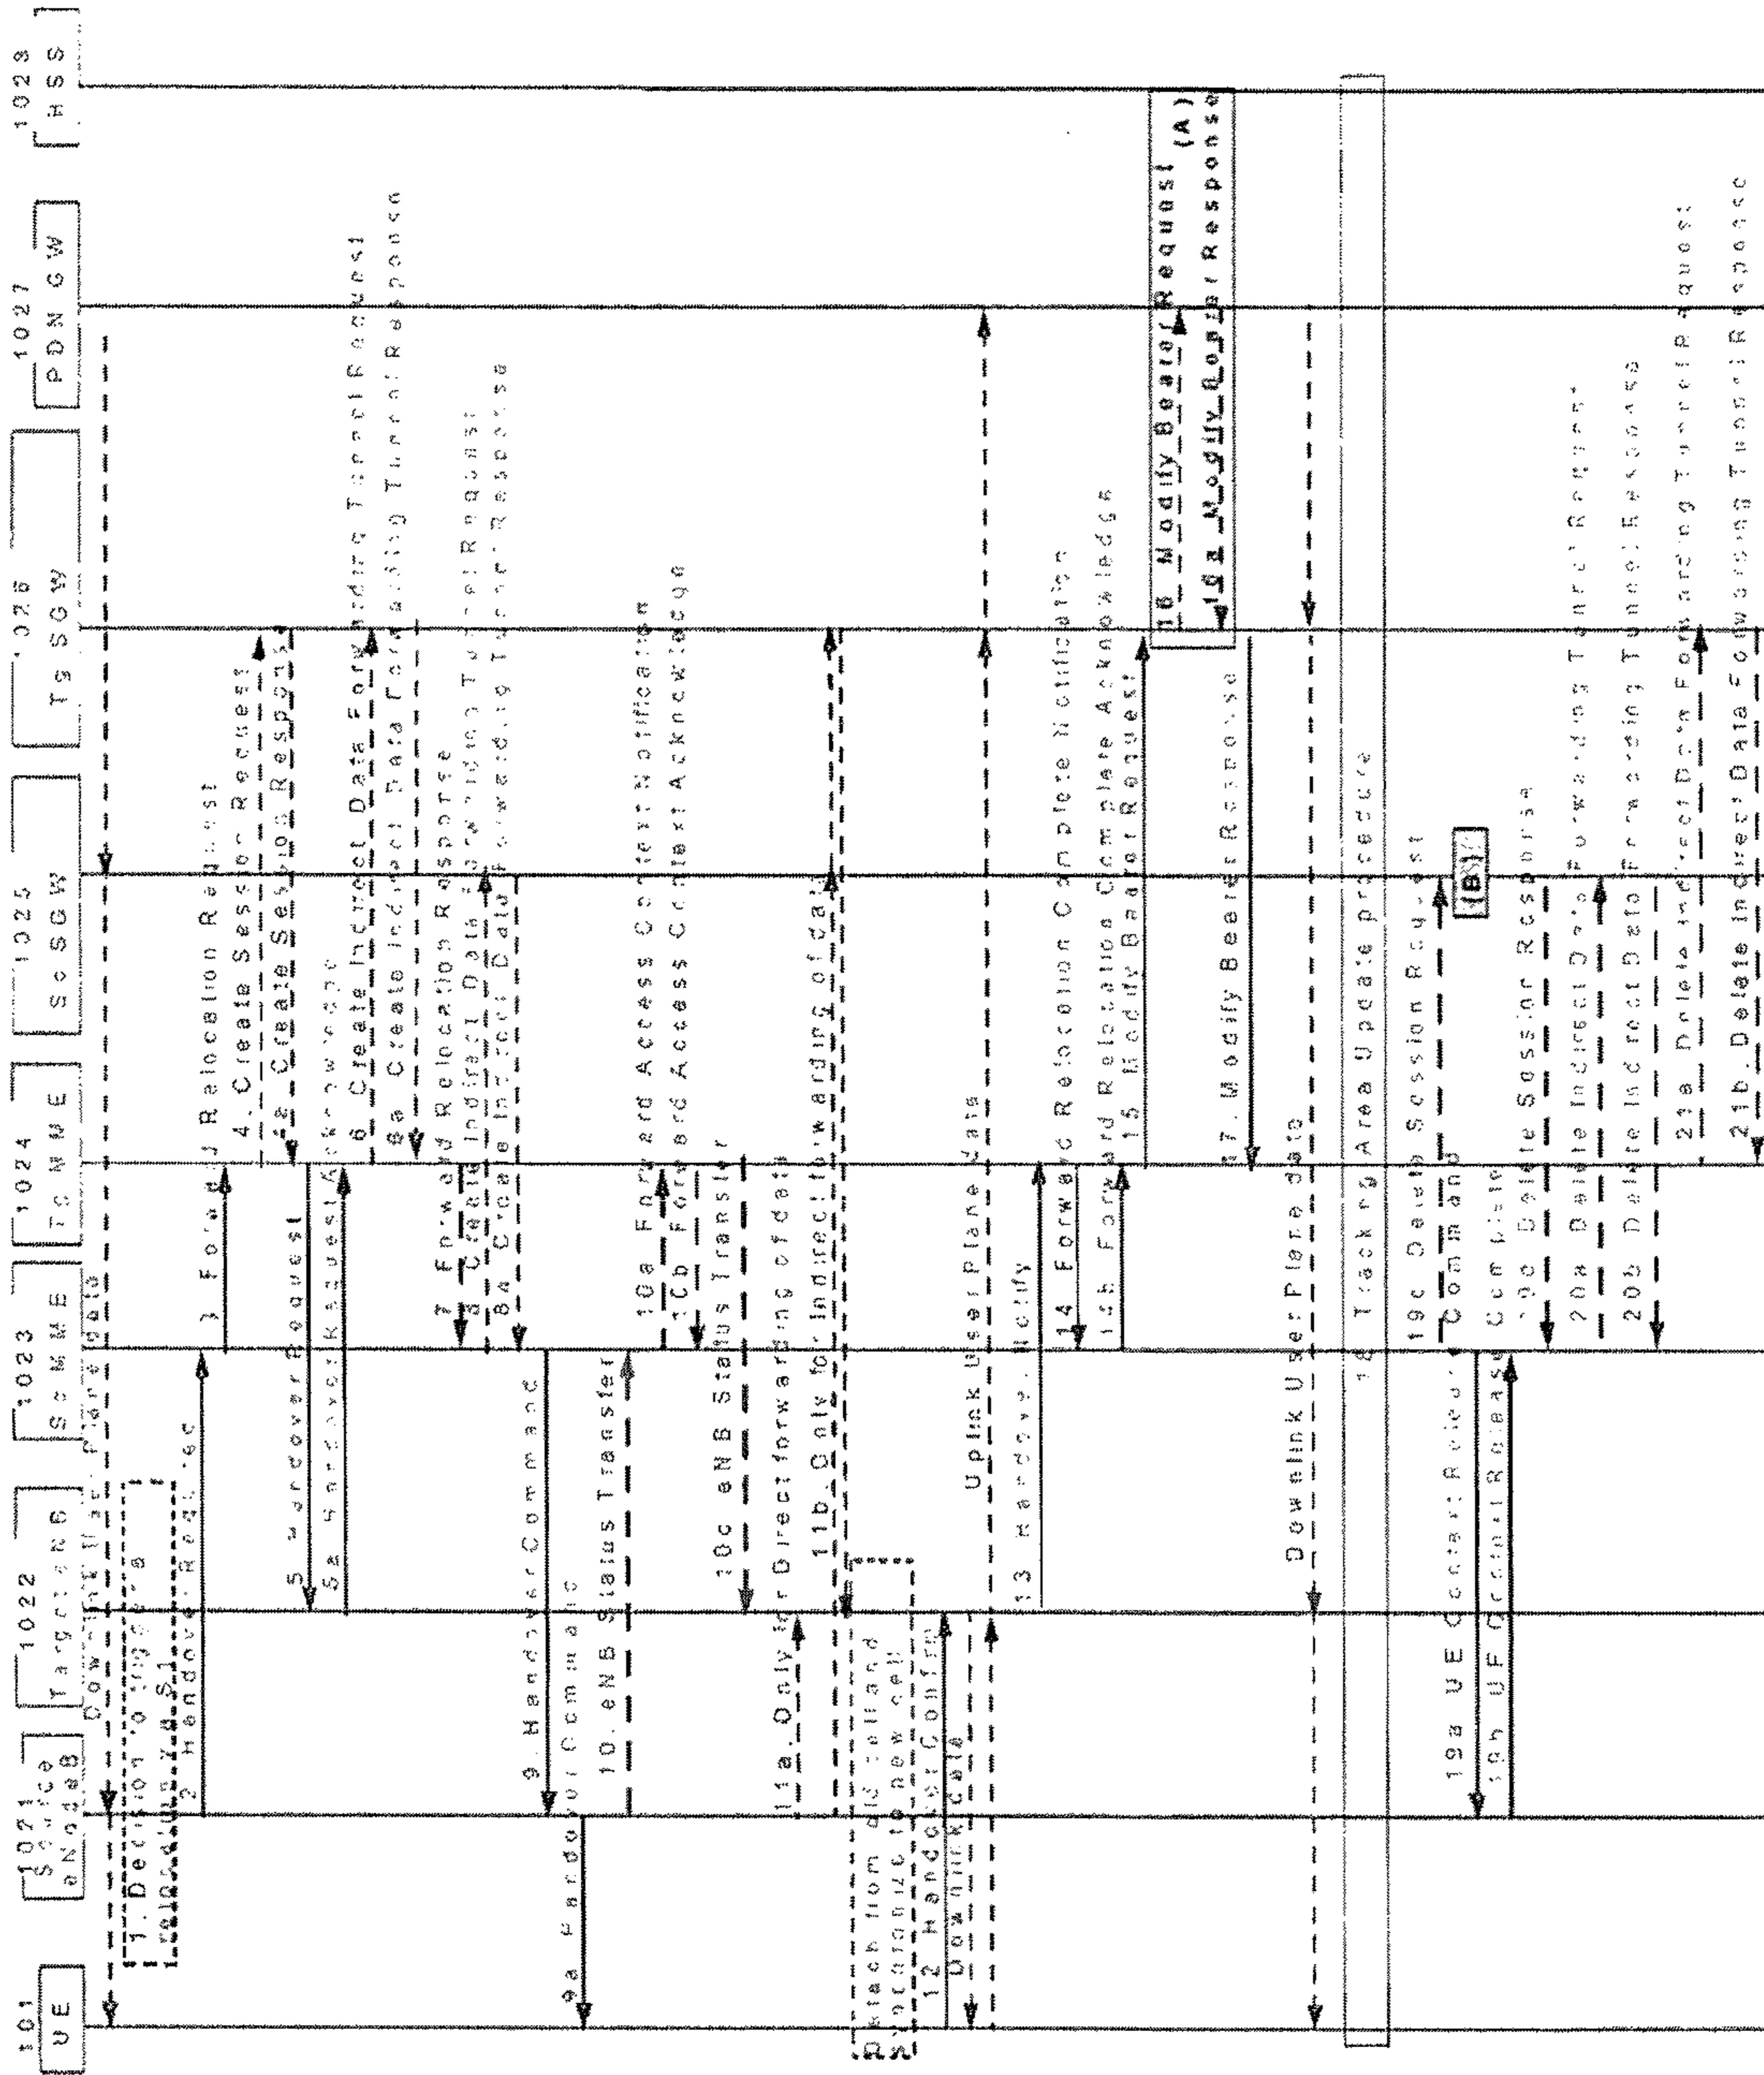 101
UE
1021
Source
eNodeB
1022
Target eNB
1023
Sc MME
1024
Tg MME
1025
Sc SGW
1026
Tg SGW
1027
PDN GW
1028
HSS
Downlink User Plane data
1. Decision to trigger a
relocation via S1
2 Handover Required
3 Forward Relocation Request
4. Create Session Request
4a Create Session Response
5 Handover Request
5a Handover Request Acknowledge
6 Create Indirect Data Forwarding Tunnel Request
6a Create Indirect Data Forwarding Tunnel Response
7 Forward Relocation Response
8 Create Indirect Data Forwarding Tunnel Request
8a Create Indirect Data Forwarding Tunnel Response
9 Handover Command
9a Handover Command
10. eNB Status Transfer
10a Forward Access Context Notification
10b Forward Access Context Acknowledge
10c eNB Status Transfer
11a. Only for Direct forwarding of data
11b. Only for Indirect forwarding of data
Detach from old cell and
synchronize to new cell
12 Handover Confirm
Downlink data
Uplink User Plane data
13 Handover Notify
14 Forward Relocation Complete Notification
14b Forward Relocation Complete Acknowledge
15 Modify Bearer Request
16 Modify Bearer Request
(A)
16a Modify Bearer Response
17. Modify Bearer Response
Downlink User Plane data
18 Tracking Area Update procedure
19c Delete Session Request
19a UE Context Release Command
(B)
19b UE Context Release Complete
Delete Session Response
20a Delete Indirect Data Forwarding Tunnel Request
20b Delete Indirect Data Forwarding Tunnel Response
21a Delete Indirect Data Forwarding Tunnel Request
21b. Delete Indirect Data Forwarding Tunnel Response